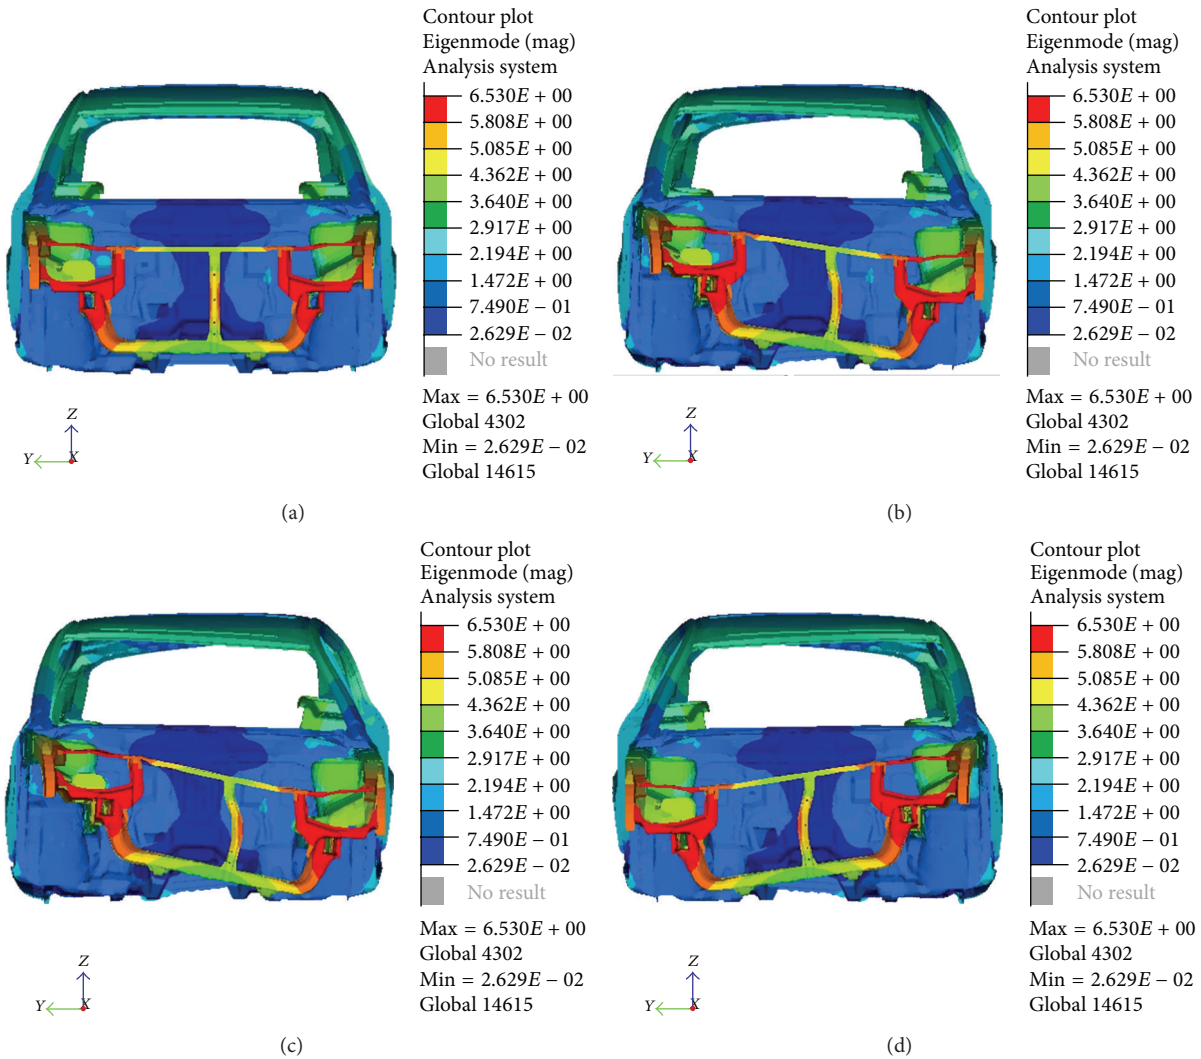 Contour plot
Eigenmode (mag)
Analysis system
6.530E + 00
5.808E + 00
5.085E + 00
4.362E + 00
3.640E + 00
2.917E + 00
2.194E + 00
1.472E + 00
7.490E − 01
2.629E − 02
No result
Max = 6.530E + 00
Global 4302
Min = 2.629E − 02
Global 14615
Z
Y
X
(a)
Contour plot
Eigenmode (mag)
Analysis system
6.530E + 00
5.808E + 00
5.085E + 00
4.362E + 00
3.640E + 00
2.917E + 00
2.194E + 00
1.472E + 00
7.490E − 01
2.629E − 02
No result
Max = 6.530E + 00
Global 4302
Min = 2.629E − 02
Global 14615
Z
Y
X
(b)
Contour plot
Eigenmode (mag)
Analysis system
6.530E + 00
5.808E + 00
5.085E + 00
4.362E + 00
3.640E + 00
2.917E + 00
2.194E + 00
1.472E + 00
7.490E − 01
2.629E − 02
No result
Max = 6.530E + 00
Global 4302
Min = 2.629E − 02
Global 14615
Z
Y
X
(c)
Contour plot
Eigenmode (mag)
Analysis system
6.530E + 00
5.808E + 00
5.085E + 00
4.362E + 00
3.640E + 00
2.917E + 00
2.194E + 00
1.472E + 00
7.490E − 01
2.629E − 02
No result
Max = 6.530E + 00
Global 4302
Min = 2.629E − 02
Global 14615
Z
Y
X
(d)